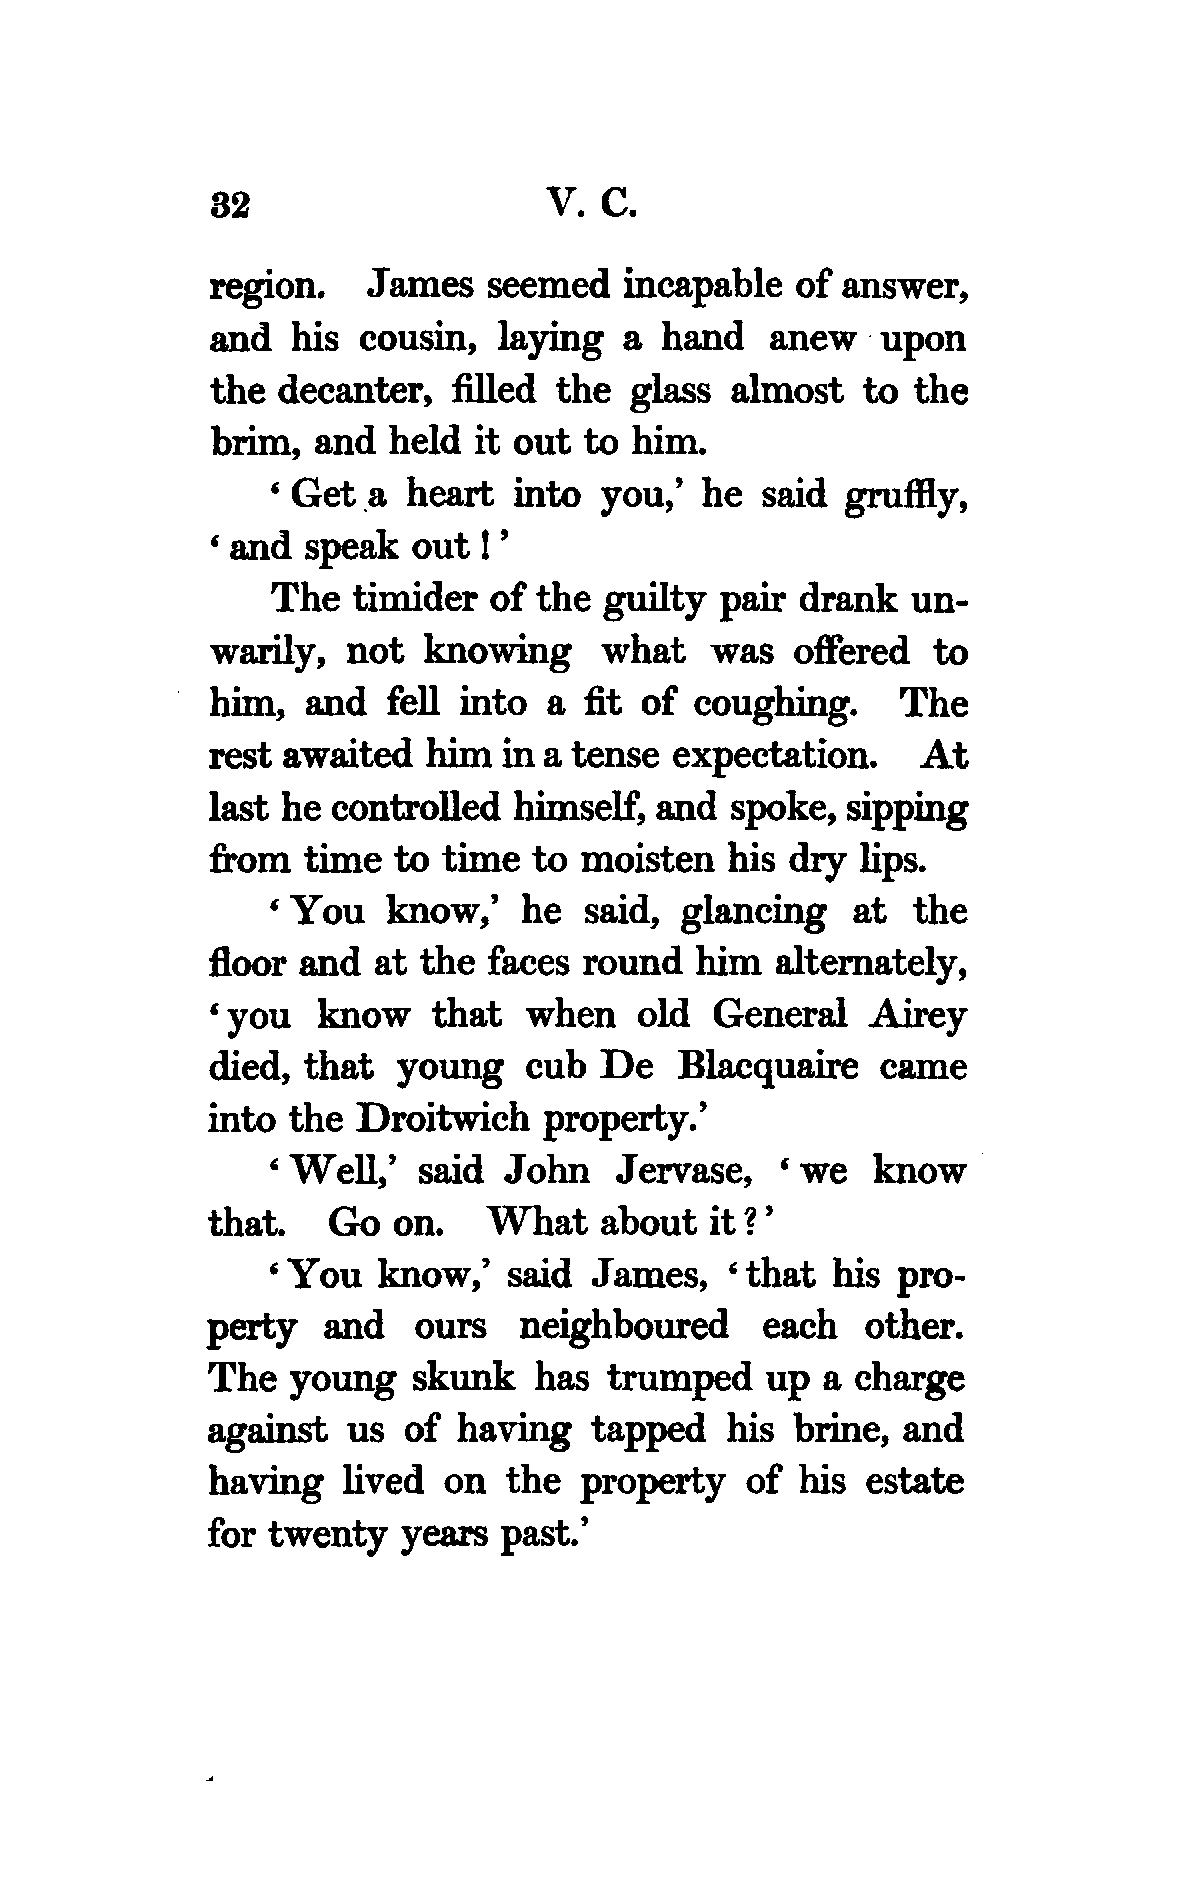 32 V. C.
region. James seemed incapable of answer,
and his cousin, laying a hand anew upon
the decanter, filled the glass almost to the
brim, and held it out to him.
‘ Get a heart into you,’ he said gruffly,
‘ and speak out ! ’
The timider of the guilty pair drank un-
warily, not knowing what was offered to
him, and fell into a fit of coughing. The
rest awaited him in a tense expectation. At
last he controlled himself, and spoke, sipping
from time to time to moisten his dry lips.
‘ You know,’ he said, glancing at the
floor and at the faces round him alternately,
‘ you know that when old General Airey
died, that young cub De Blacquaire came
into the Droitwich property.’
‘ Well,’ said John Jervase, ‘ we know
that. Go on. What about it ? ’
‘ You know,’ said James, ‘ that his pro-
perty and ours neighboured each other.
The young skunk has trumped up a charge
against us of having tapped his brine, and
having lived on the property of his estate
for twenty years past.’